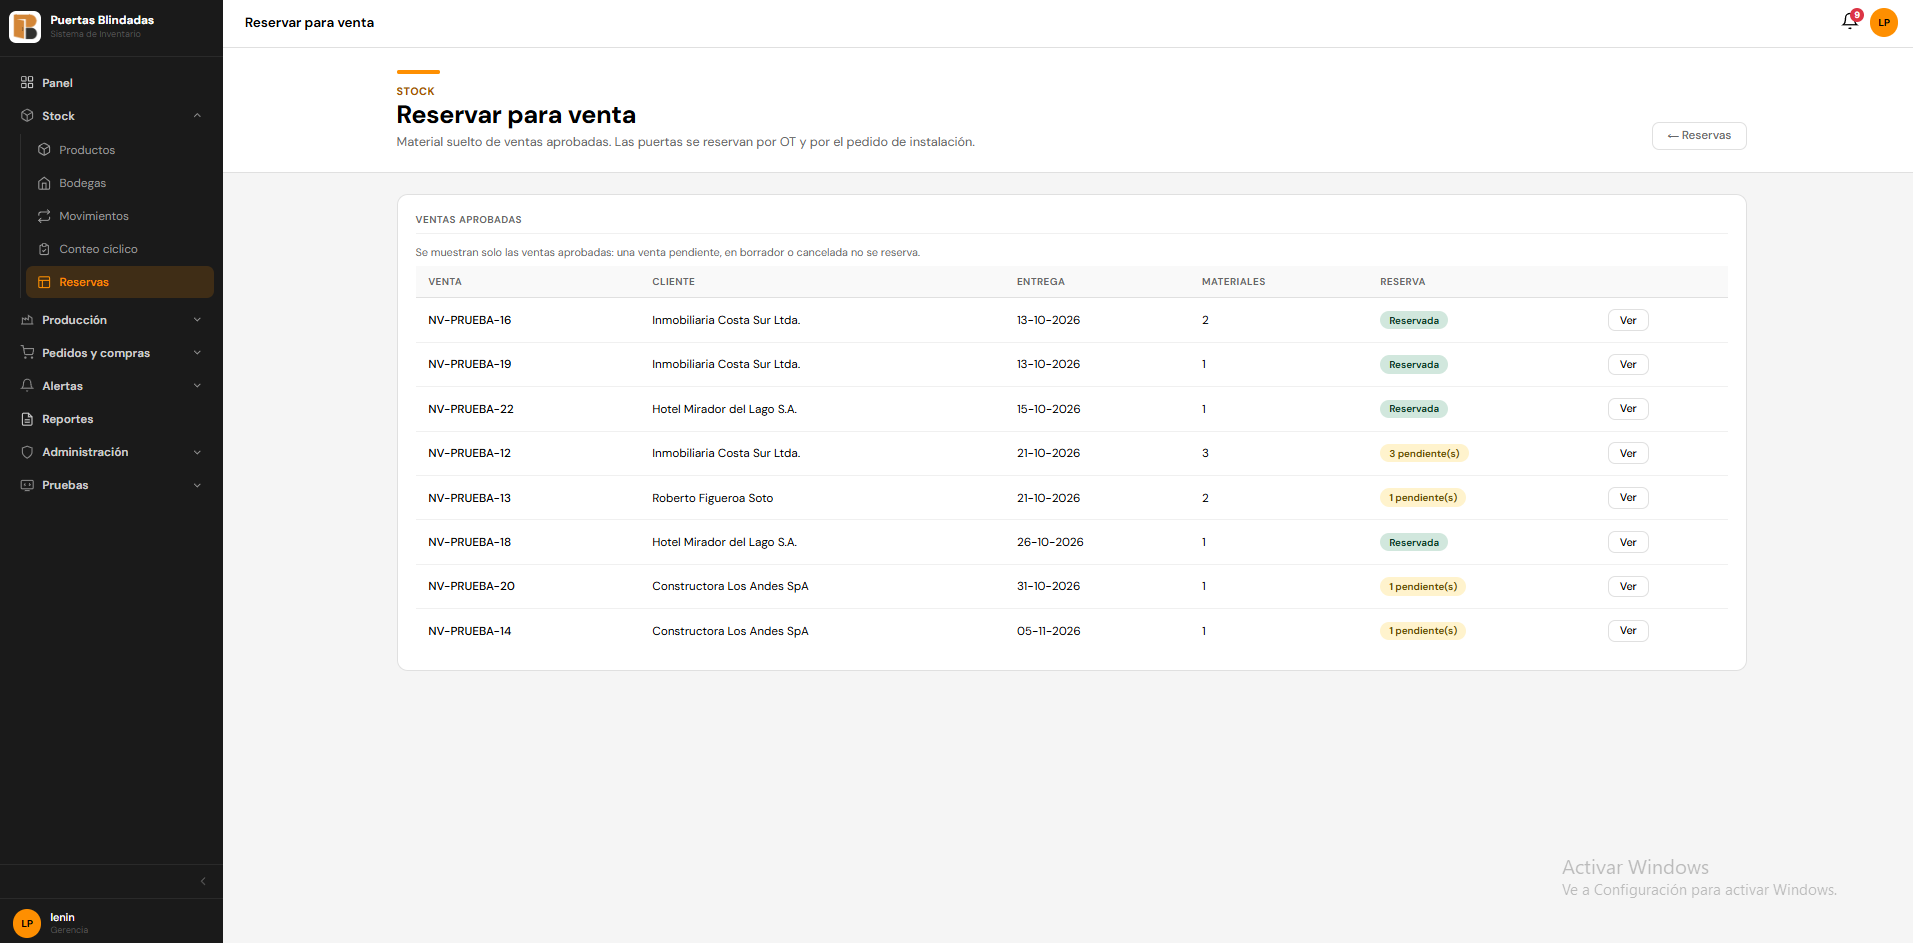 Puertas Blindadas
Sistema de Inventario
Panel
Stock
Productos
Bodegas
Movimientos
Conteo cíclico
Reservas
Producción
Pedidos y compras
Alertas
Reportes
Administración
Pruebas
LP
lenin
Gerencia
Reservar para venta
9
LP
STOCK
Reservar para venta
Material suelto de ventas aprobadas. Las puertas se reservan por OT y por el pedido de instalación.
← Reservas
VENTAS APROBADAS
Se muestran solo las ventas aprobadas: una venta pendiente, en borrador o cancelada no se reserva.
VENTA CLIENTE ENTREGA MATERIALES RESERVA
NV-PRUEBA-16 Inmobiliaria Costa Sur Ltda. 13-10-2026 2 Reservada Ver
NV-PRUEBA-19 Inmobiliaria Costa Sur Ltda. 13-10-2026 1 Reservada Ver
NV-PRUEBA-22 Hotel Mirador del Lago S.A. 15-10-2026 1 Reservada Ver
NV-PRUEBA-12 Inmobiliaria Costa Sur Ltda. 21-10-2026 3 3 pendiente(s) Ver
NV-PRUEBA-13 Roberto Figueroa Soto 21-10-2026 2 1 pendiente(s) Ver
NV-PRUEBA-18 Hotel Mirador del Lago S.A. 26-10-2026 1 Reservada Ver
NV-PRUEBA-20 Constructora Los Andes SpA 31-10-2026 1 1 pendiente(s) Ver
NV-PRUEBA-14 Constructora Los Andes SpA 05-11-2026 1 1 pendiente(s) Ver
Activar Windows
Ve a Configuración para activar Windows.